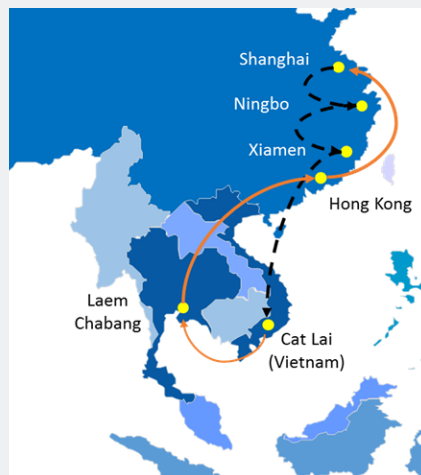 Shanghai
Ningbo
Xiamen
Hong Kong
Laem
Chabang
Cat Lai
(Vietnam)